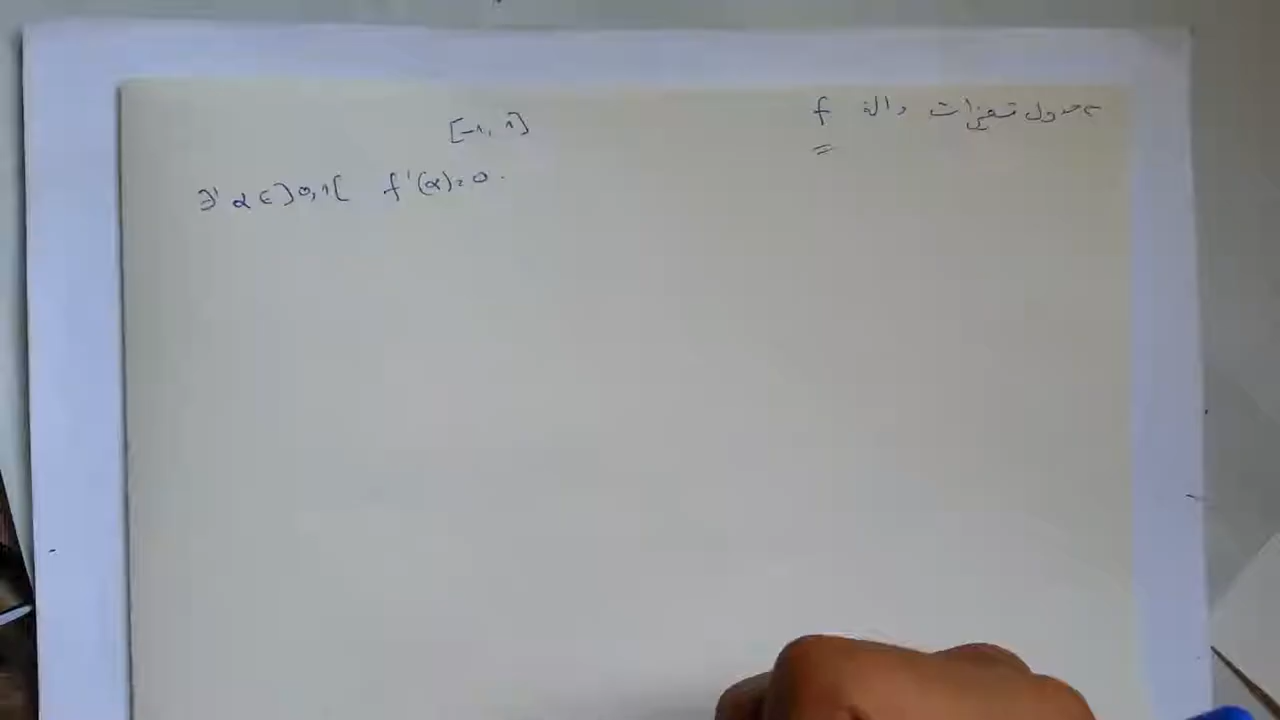 جدول تغيرات دالة f
[-1, 1]
∃! α ∈ ]0,1[ f'(α)=0.